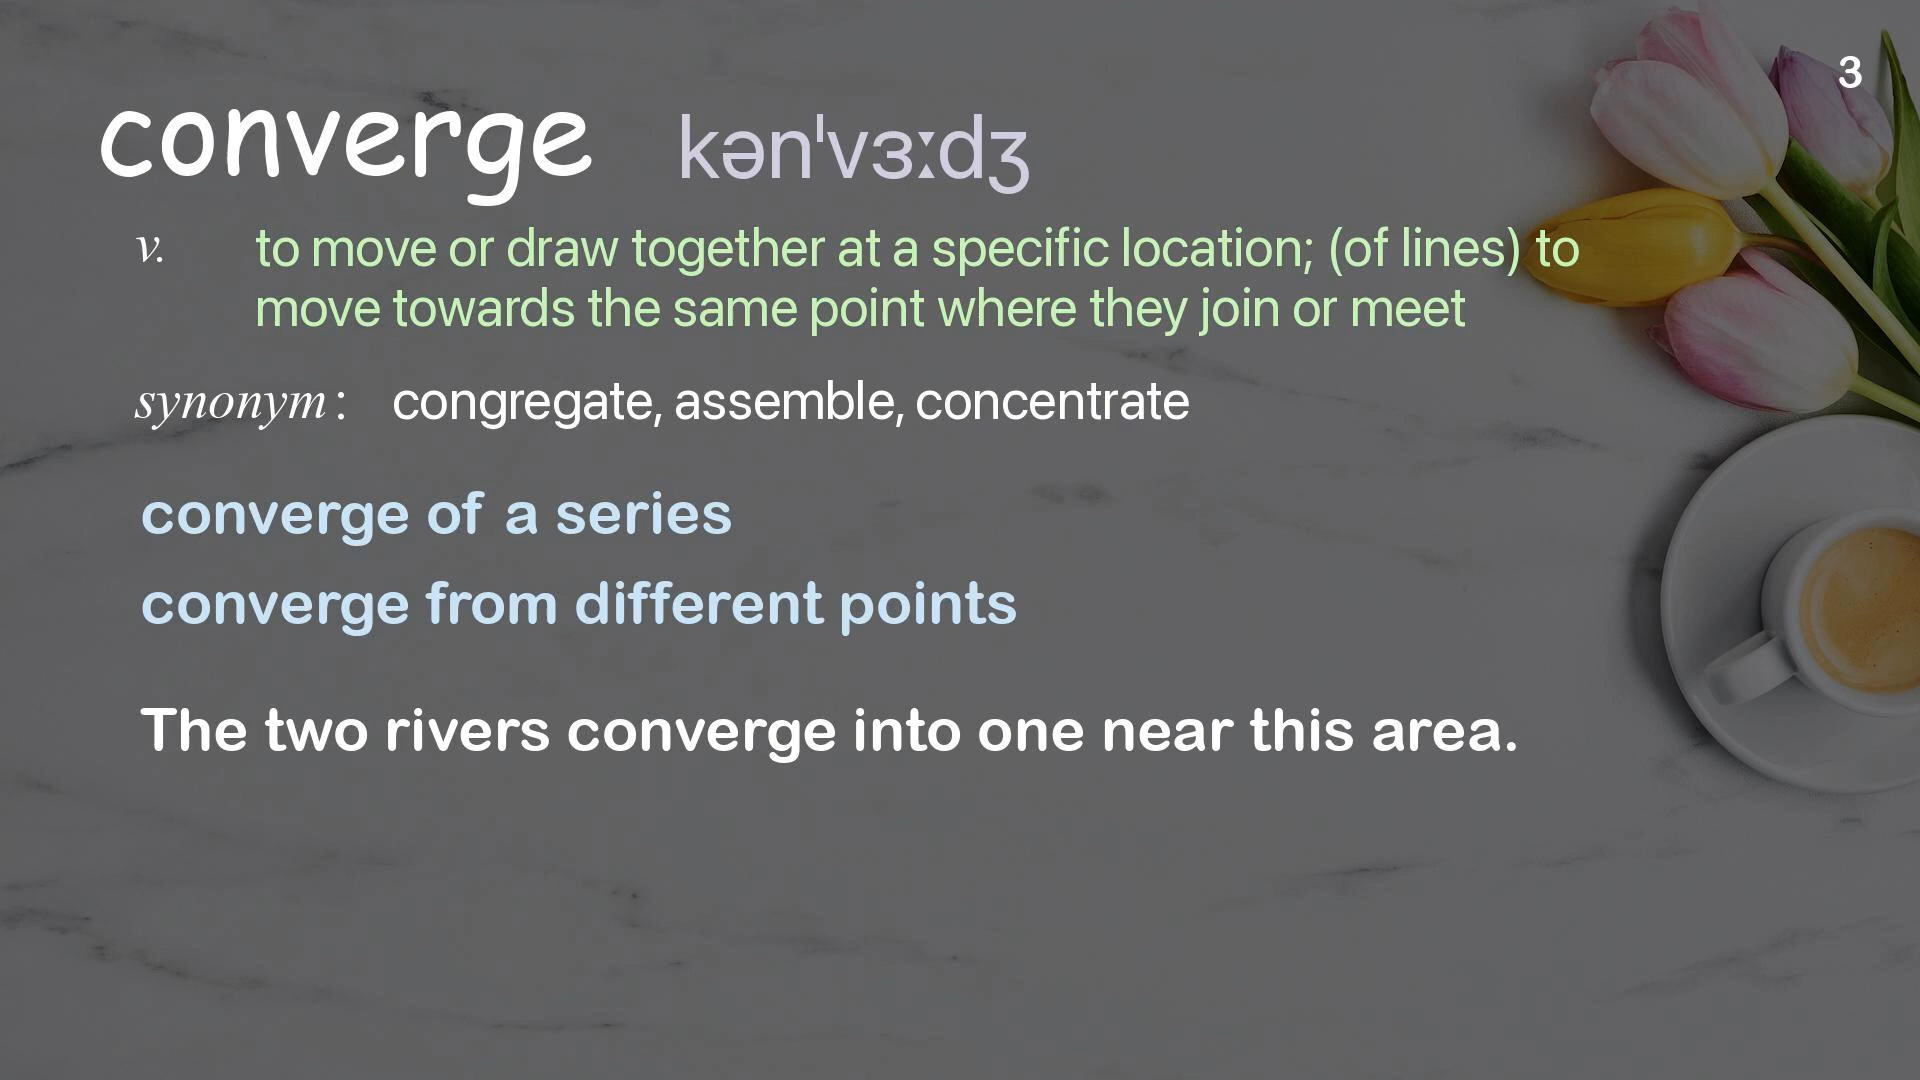 3
converge kənˈvɜːdʒ
v. to move or draw together at a specific location; (of lines) to
move towards the same point where they join or meet
synonym : congregate, assemble, concentrate
converge of a series
converge from different points
The two rivers converge into one near this area.